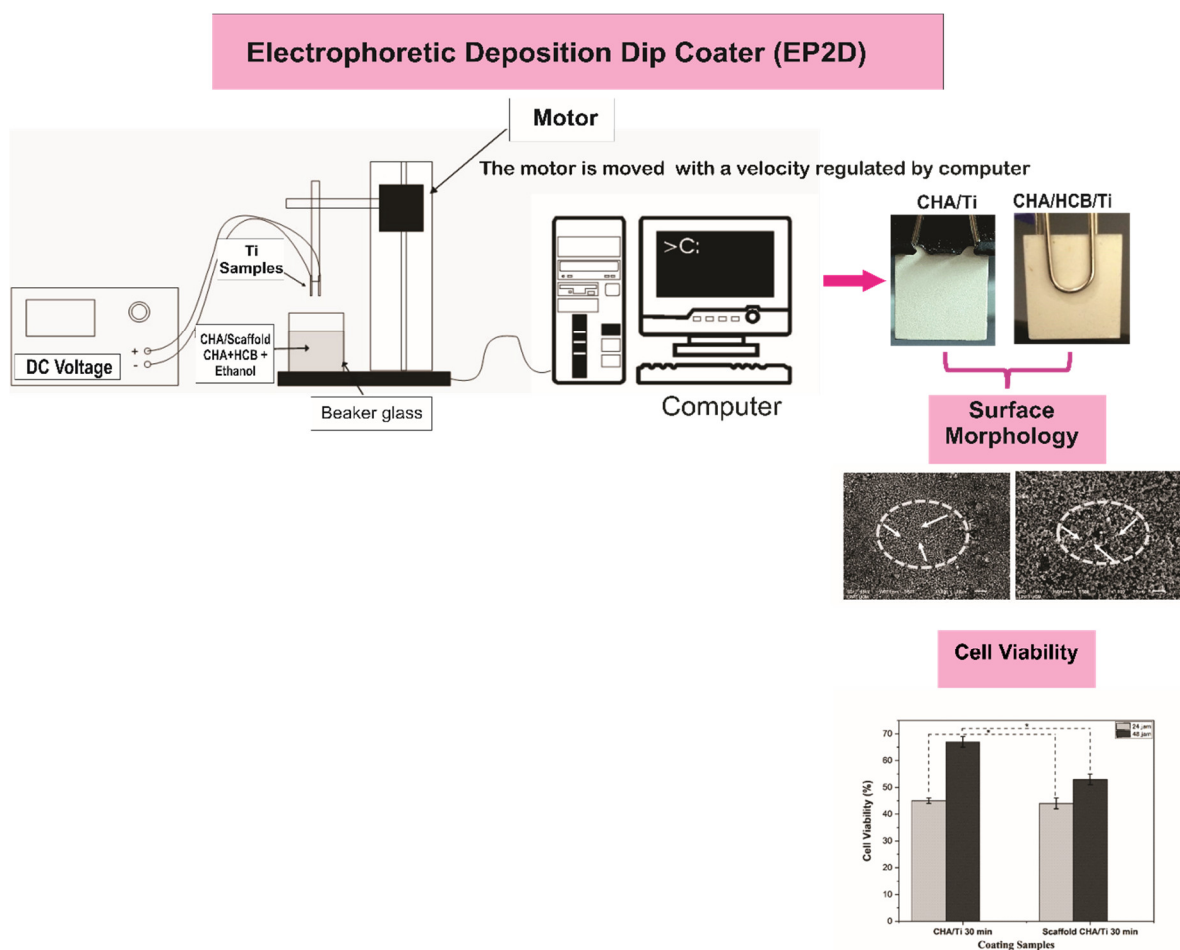 Electrophoretic Deposition Dip Coater (EP2D)
Motor
The motor is moved with a velocity regulated by computer
CHA/Ti
CHA/HCB/Ti
>C:
Ti
Samples
DC Voltage
+
-
CHA/Scaffold
CHA+HCB +
Ethanol
Beaker glass
Computer
Surface
Morphology
Cell Viability
24 jam
48 jam
*
*
70
60
50
40
30
20
10
0
Cell Viability (%)
CHA/Ti 30 min
Scaffold CHA/Ti 30 min
Coating Samples